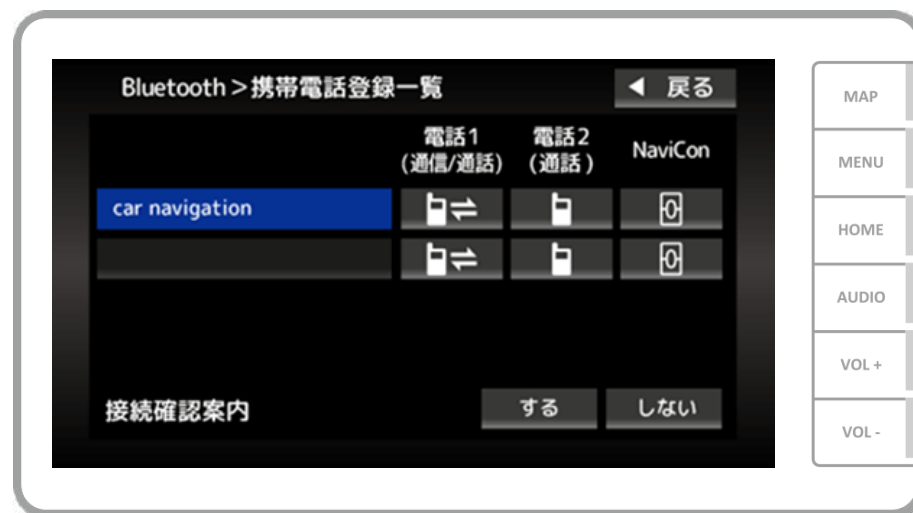 Bluetooth>携帯電話登録一覧
◀ 戻る
電話1
(通信/通話)
電話2
(通話)
NaviCon
car navigation
接続確認案内
する
しない
MAP
MENU
HOME
AUDIO
VOL +
VOL -